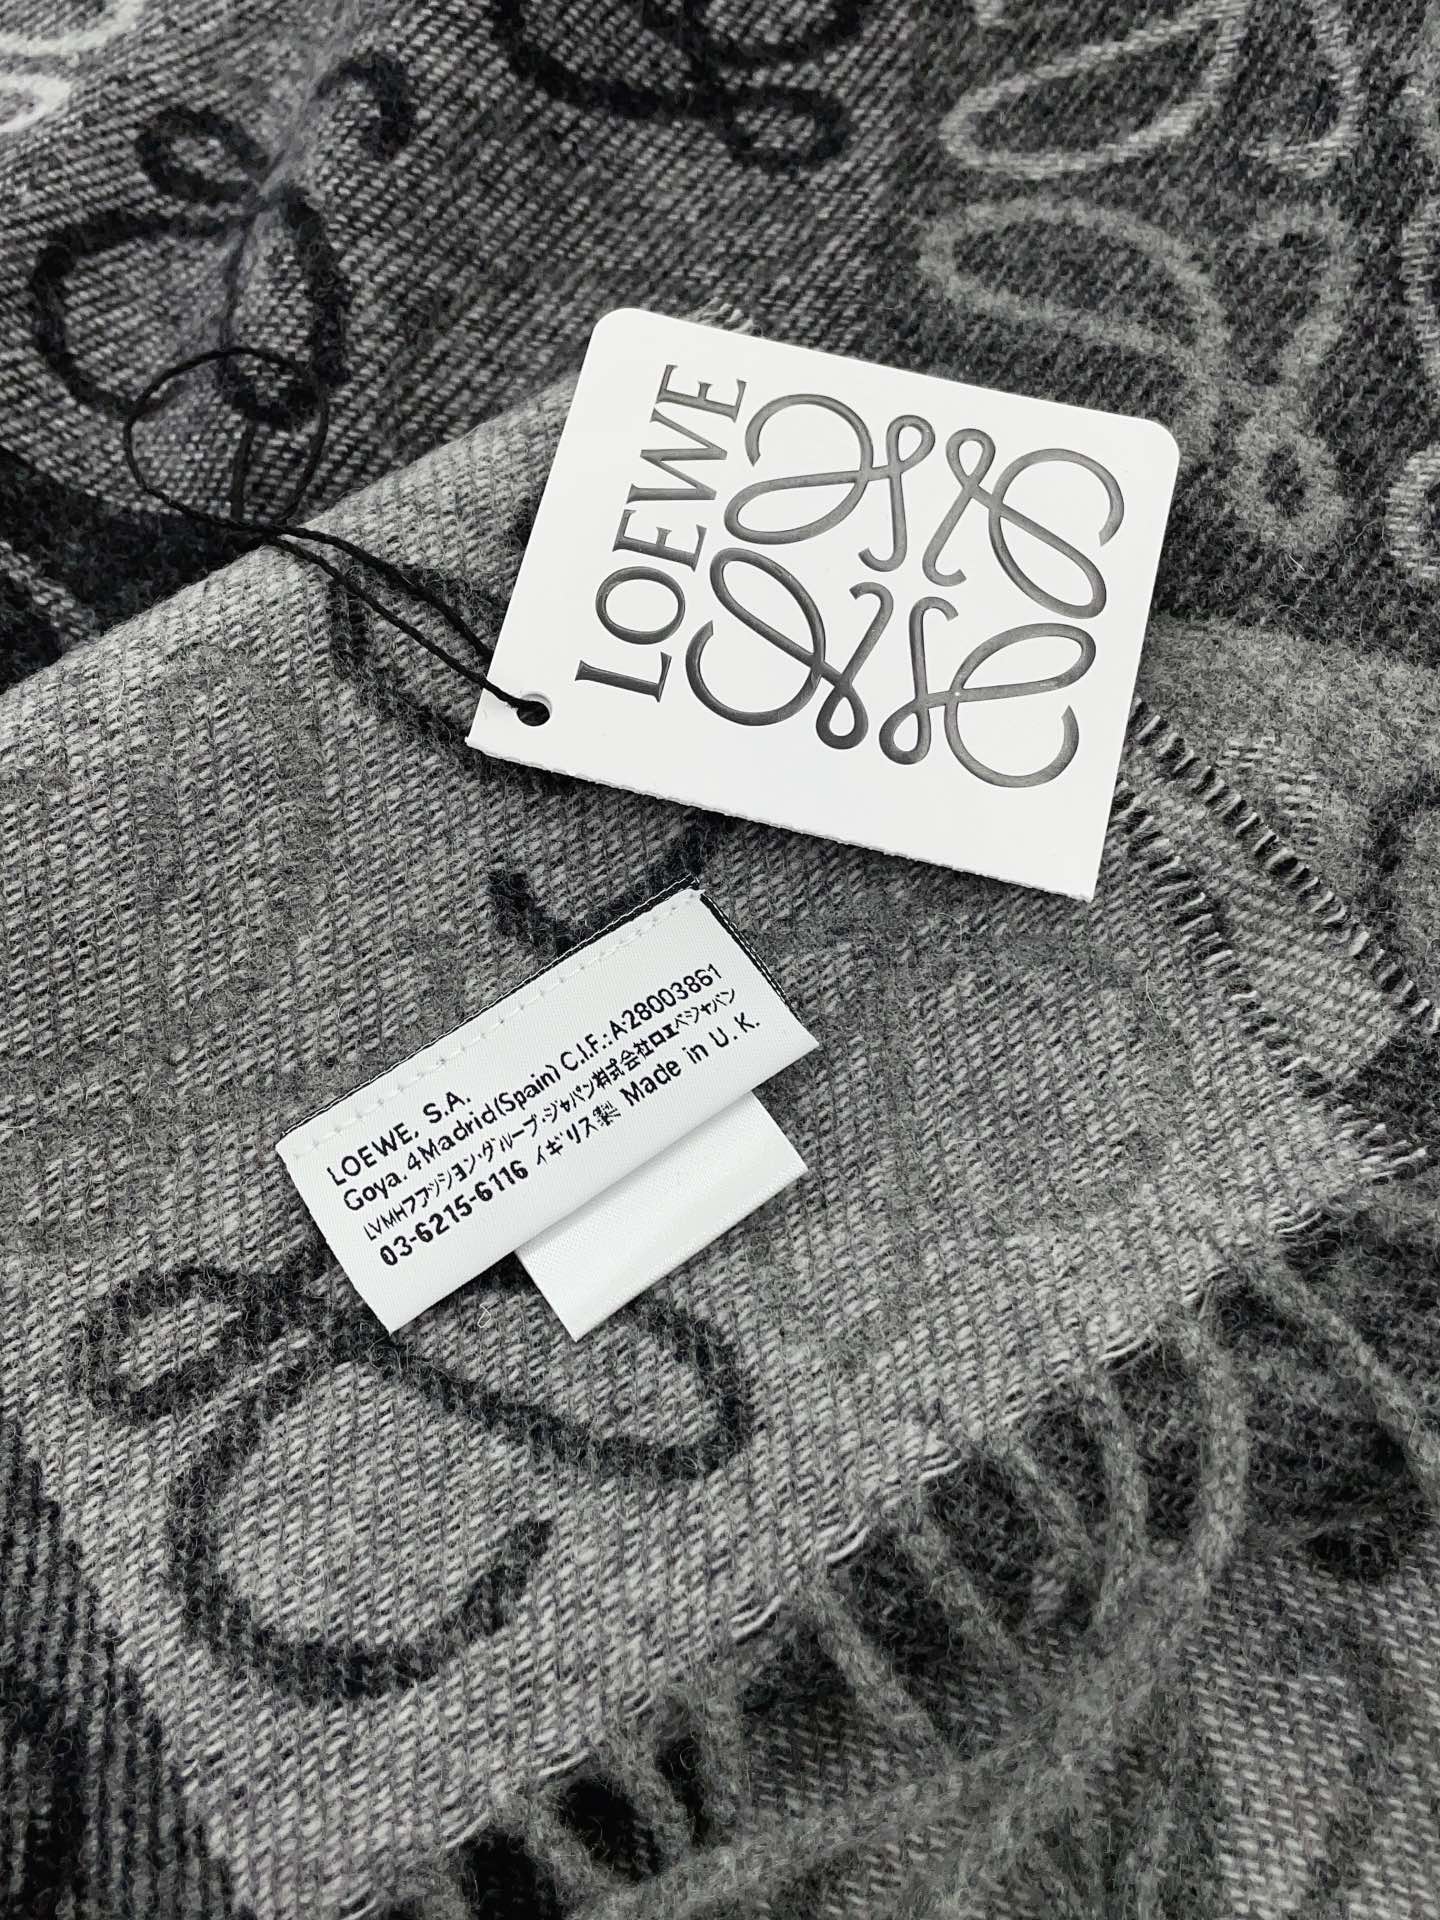 LOEWE
LOEWE, S.A.
Goya. 4 Madrid (Spain) C.I.F.: A-28003861
LVMHファッション・グループ・ジャパン株式会社ロエベジャパン
03-6215-6116 イギリス製 Made in U.K.